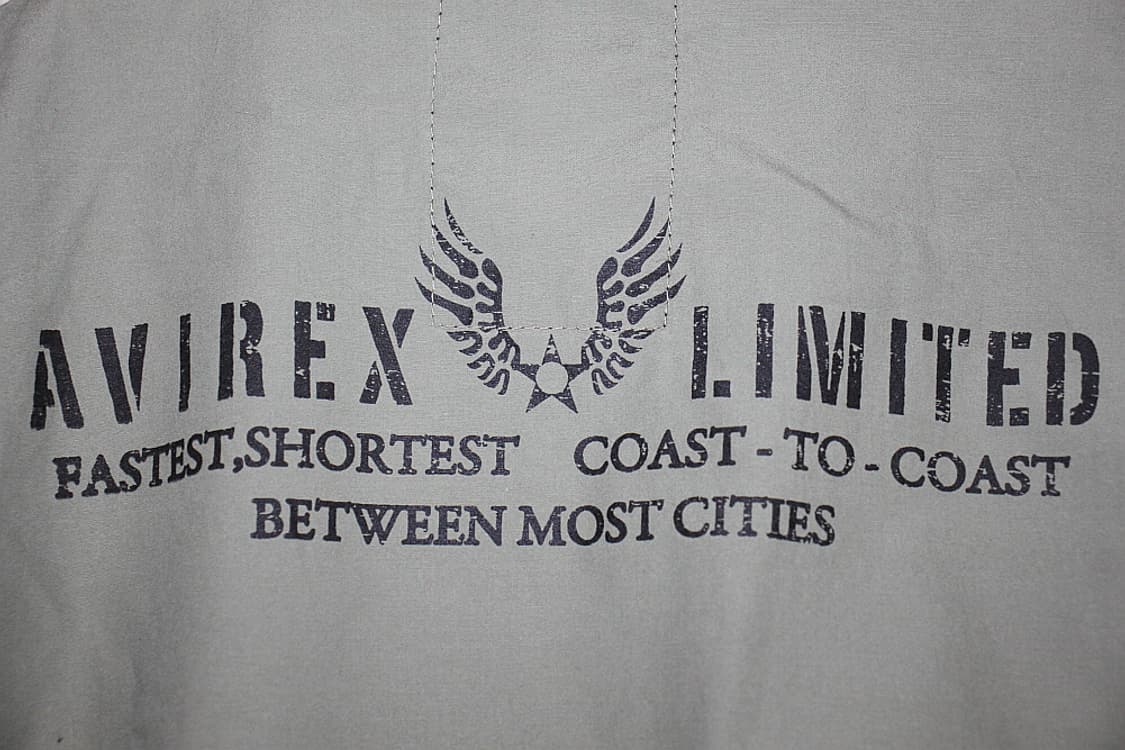 AVIREX LIMITED
FASTEST,SHORTEST COAST-TO-COAST
BETWEEN MOST CITIES